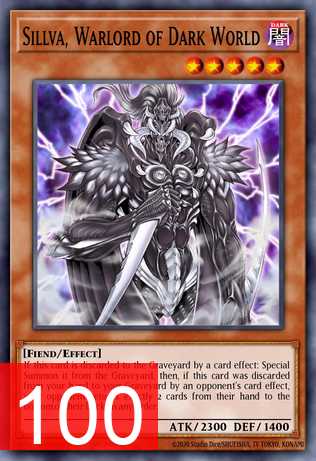 Sillva, Warlord of Dark World
DARK
闇
[Fiend/Effect]
If this card is discarded to the Graveyard by a card effect: Special
Summon it from the Graveyard, then, if this card was discarded
from your hand to your Graveyard by an opponent's card effect,
2 cards from their hand to the
ATK/2300 DEF/1400
100
©2020 Studio Dice/SHUEISHA, TV TOKYO, KONAMI